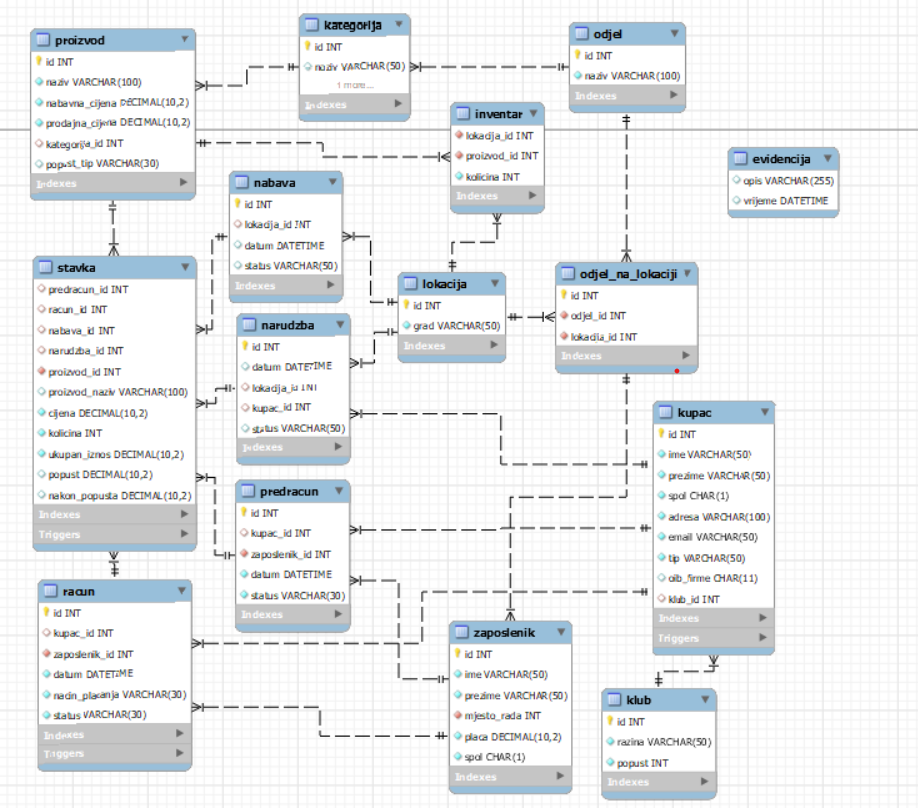 proizvod
id INT
naziv VARCHAR(100)
nabavna_cijena DECIMAL(10,2)
prodajna_cijena DECIMAL(10,2)
kategorija_id INT
popust_tip VARCHAR(30)
Indexes
kategorija
id INT
naziv VARCHAR(50)
1 more...
Indexes
odjel
id INT
naziv VARCHAR(100)
Indexes
inventar
lokacija_id INT
proizvod_id INT
kolicina INT
Indexes
evidencija
opis VARCHAR(255)
vrijeme DATETIME
nabava
id INT
lokacija_id INT
datum DATETIME
status VARCHAR(50)
Indexes
stavka
predracun_id INT
racun_id INT
nabava_id INT
narudzba_id INT
proizvod_id INT
proizvod_naziv VARCHAR(100)
cijena DECIMAL(10,2)
kolicina INT
ukupan_iznos DECIMAL(10,2)
popust DECIMAL(10,2)
nakon_popusta DECIMAL(10,2)
Indexes
Triggers
lokacija
id INT
grad VARCHAR(50)
Indexes
odjel_na_lokaciji
id INT
odjel_id INT
lokacija_id INT
Indexes
narudzba
id INT
datum DATETIME
lokacija_id INT
kupac_id INT
status VARCHAR(50)
Indexes
kupac
id INT
ime VARCHAR(50)
prezime VARCHAR(50)
spol CHAR(1)
adresa VARCHAR(100)
email VARCHAR(50)
tip VARCHAR(50)
oib_firme CHAR(11)
klub_id INT
Indexes
Triggers
predracun
id INT
kupac_id INT
zaposlenik_id INT
datum DATETIME
status VARCHAR(30)
Indexes
racun
id INT
kupac_id INT
zaposlenik_id INT
datum DATETIME
nacin_placanja VARCHAR(30)
status VARCHAR(30)
Indexes
Triggers
zaposlenik
id INT
ime VARCHAR(50)
prezime VARCHAR(50)
mjesto_rada INT
placa DECIMAL(10,2)
spol CHAR(1)
Indexes
klub
id INT
razina VARCHAR(50)
popust INT
Indexes